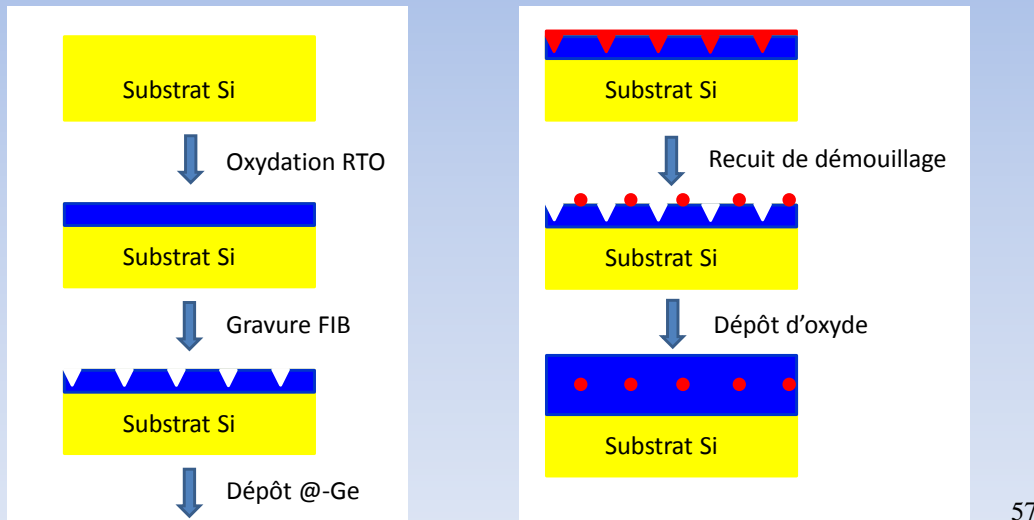 Substrat Si
Oxydation RTO
Substrat Si
Gravure FIB
Substrat Si
Dépôt @-Ge
Substrat Si
Recuit de démouillage
Substrat Si
Dépôt d’oxyde
Substrat Si
57